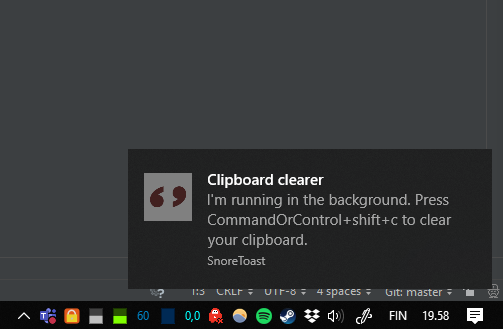 Clipboard clearer
I'm running in the background. Press
CommandOrControl+shift+c to clear
your clipboard.
SnoreToast
1:3 CRLF UTF-8 4 spaces Git: master
60 0,0 FIN 19.58